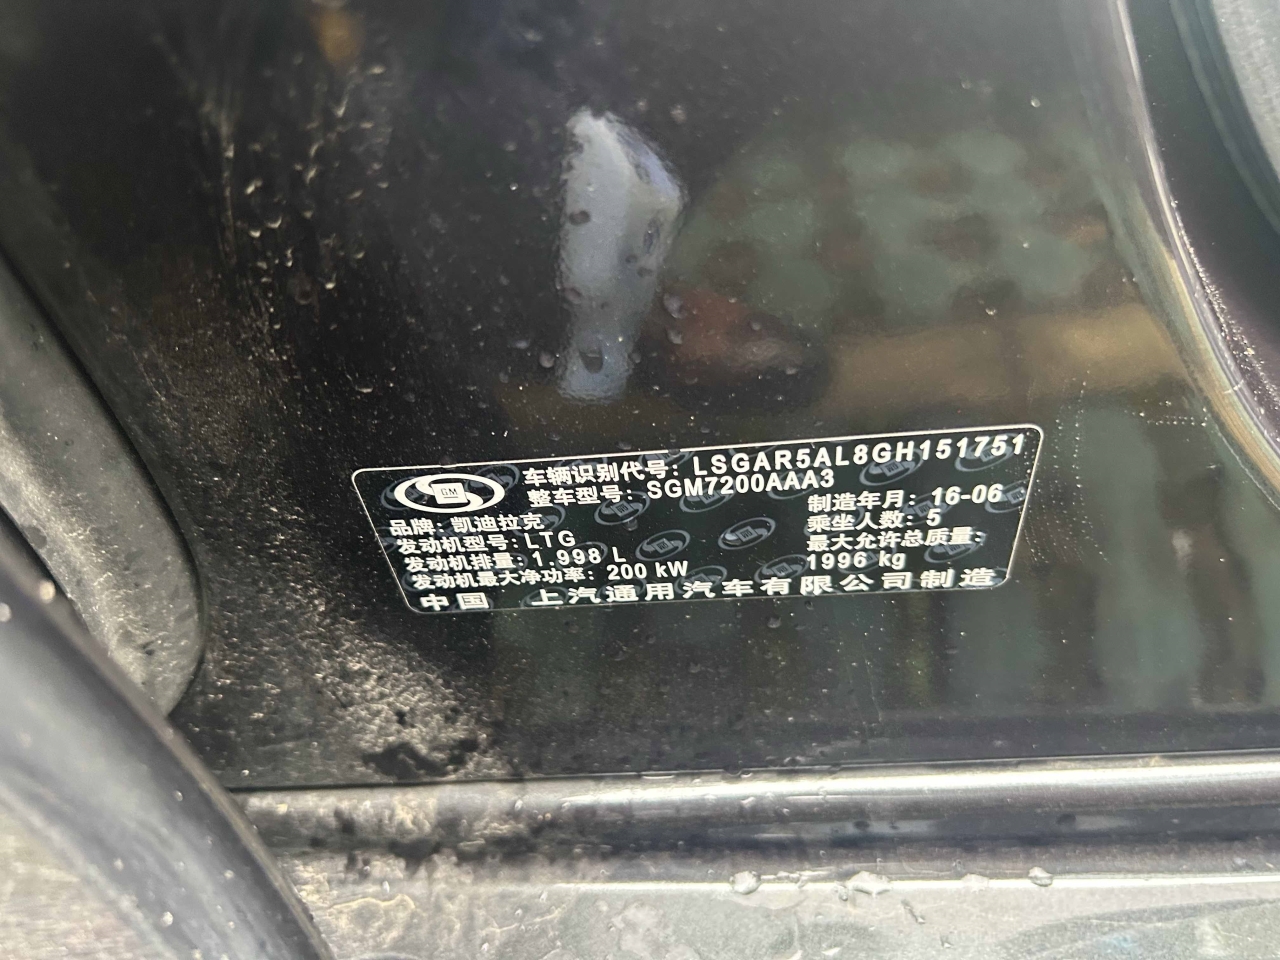 GM
车辆识别代号: LSGAR5AL8GH151751
整车型号: SGM7200AAA3
品牌: 凯迪拉克
制造年月: 16-06
发动机型号: LTG
乘坐人数: 5
发动机排量: 1.998 L
最大允许总质量:
1996 kg
发动机最大净功率: 200 kW
中国 上汽通用汽车有限公司制造